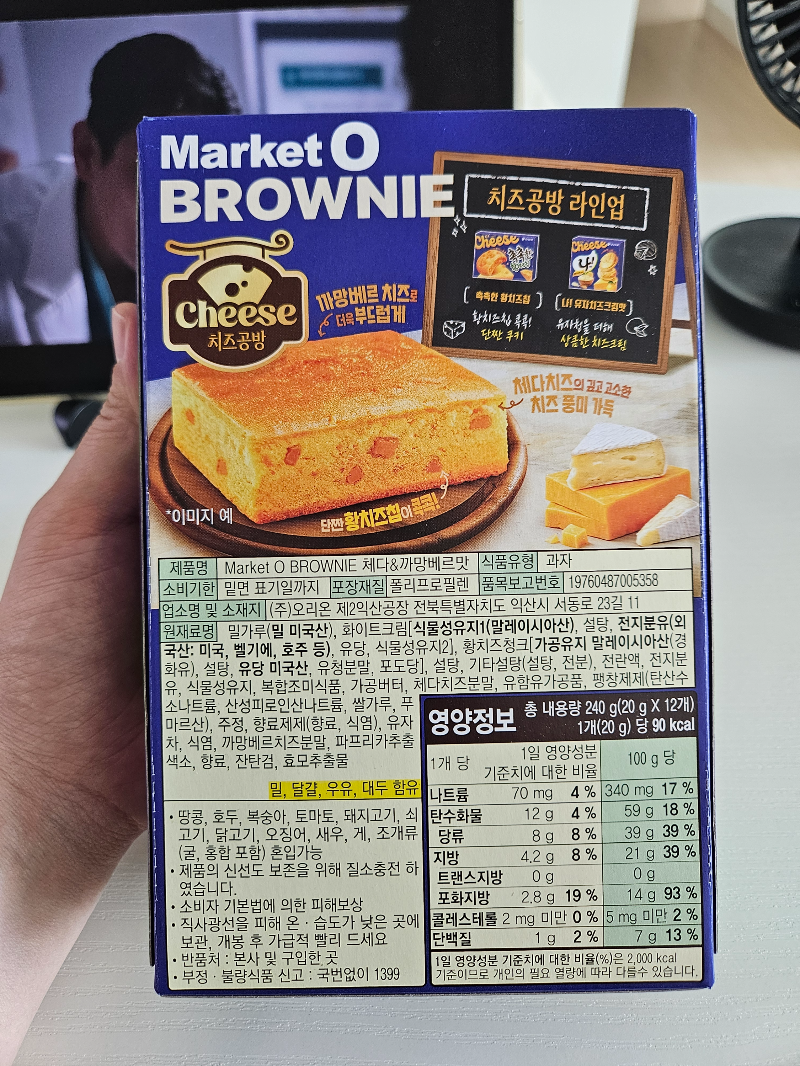 Market O
BROWNIE
Cheese
치즈공방
까망베르 치즈로
더욱 부드럽게
치즈공방 라인업
Cheese
Cheese
촉촉한 황치즈칩
나! 유자치즈크림맛
황치즈칩 콕콕!
단짠 쿠키
유자청을 더해
상큼한 치즈크림
체다치즈의 깊고 고소한
치즈 풍미 가득
*이미지 예
단짠 황치즈칩이 콕콕!
제품명 Market O BROWNIE 체다&까망베르맛 식품유형 과자
소비기한 밑면 표기일까지 포장재질 폴리프로필렌 품목보고번호 19760487005358
업소명 및 소재지 (주)오리온 제2익산공장 전북특별자치도 익산시 서동로 23길 11
원재료명 밀가루(밀 미국산), 화이트크림[식물성유지1(말레이시아산), 설탕, 전지분유(외
국산: 미국, 벨기에, 호주 등), 유당, 식물성유지2], 황치즈청크[가공유지 말레이시아산(경
화유), 설탕, 유당 미국산, 유청분말, 포도당], 설탕, 기타설탕(설탕, 전분), 전란액, 전지분
유, 식물성유지, 복합조미식품, 가공버터, 체다치즈분말, 유함유가공품, 팽창제제(탄산수
소나트륨, 산성피로인산나트륨, 쌀가루, 푸
마르산), 주정, 향료제제(향료, 식염), 유자
차, 식염, 까망베르치즈분말, 파프리카추출
색소, 향료, 잔탄검, 효모추출물
밀, 달걀, 우유, 대두 함유
• 땅콩, 호두, 복숭아, 토마토, 돼지고기, 쇠
고기, 닭고기, 오징어, 새우, 게, 조개류
(굴, 홍합 포함) 혼입가능
• 제품의 신선도 보존을 위해 질소충전 하
였습니다.
• 소비자 기본법에 의한 피해보상
• 직사광선을 피해 온·습도가 낮은 곳에
보관, 개봉 후 가급적 빨리 드세요
• 반품처 : 본사 및 구입한 곳
• 부정·불량식품 신고 : 국번없이 1399
영양정보 총 내용량 240 g(20 g X 12개)
1개(20 g) 당 90 kcal
1개 당 1일 영양성분
기준치에 대한 비율 100 g 당
나트륨 70 mg 4 % 340 mg 17 %
탄수화물 12 g 4 % 59 g 18 %
당류 8 g 8 % 39 g 39 %
지방 4.2 g 8 % 21 g 39 %
트랜스지방 0 g 0 g
포화지방 2.8 g 19 % 14 g 93 %
콜레스테롤 2 mg 미만 0 % 5 mg 미만 2 %
단백질 1 g 2 % 7 g 13 %
1일 영양성분 기준치에 대한 비율(%)은 2,000 kcal
기준이므로 개인의 필요 열량에 따라 다를수 있습니다.